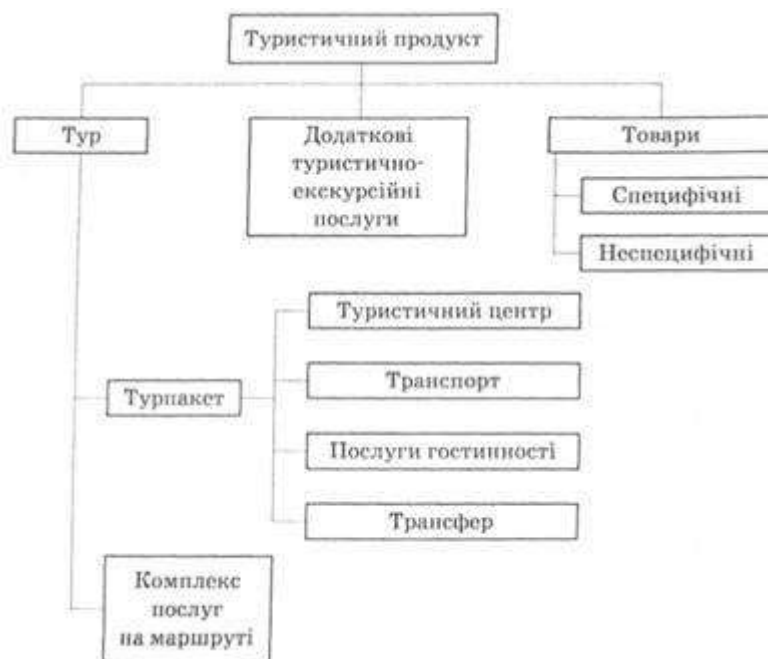 Туристичний продукт
Тур
Додаткові
туристично-
екскурсійні
послуги
Товари
Специфічні
Неспецифічні
Туристичний центр
Транспорт
Турпакет
Послуги гостинності
Трансфер
Комплекс
послуг
на маршруті